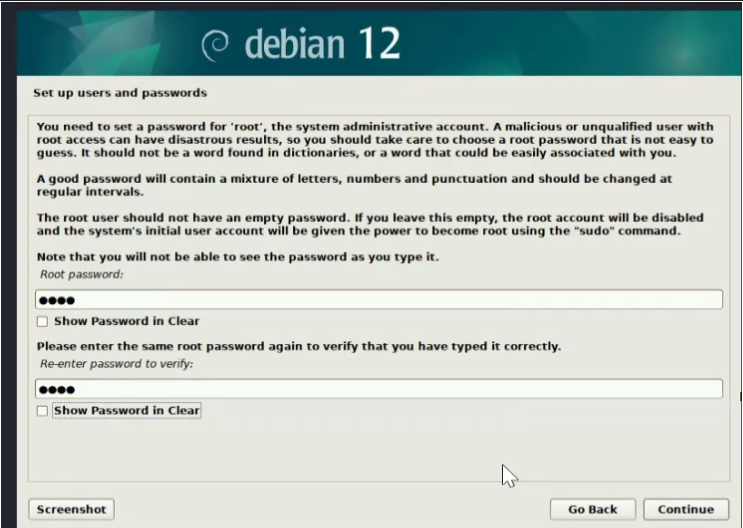 debian 12
Set up users and passwords
You need to set a password for 'root', the system administrative account. A malicious or unqualified user with
root access can have disastrous results, so you should take care to choose a root password that is not easy to
guess. It should not be a word found in dictionaries, or a word that could be easily associated with you.
A good password will contain a mixture of letters, numbers and punctuation and should be changed at
regular intervals.
The root user should not have an empty password. If you leave this empty, the root account will be disabled
and the system's initial user account will be given the power to become root using the "sudo" command.
Note that you will not be able to see the password as you type it.
Root password:
●●●●
Show Password in Clear
Please enter the same root password again to verify that you have typed it correctly.
Re-enter password to verify:
●●●●
Show Password in Clear
Screenshot
Go Back
Continue